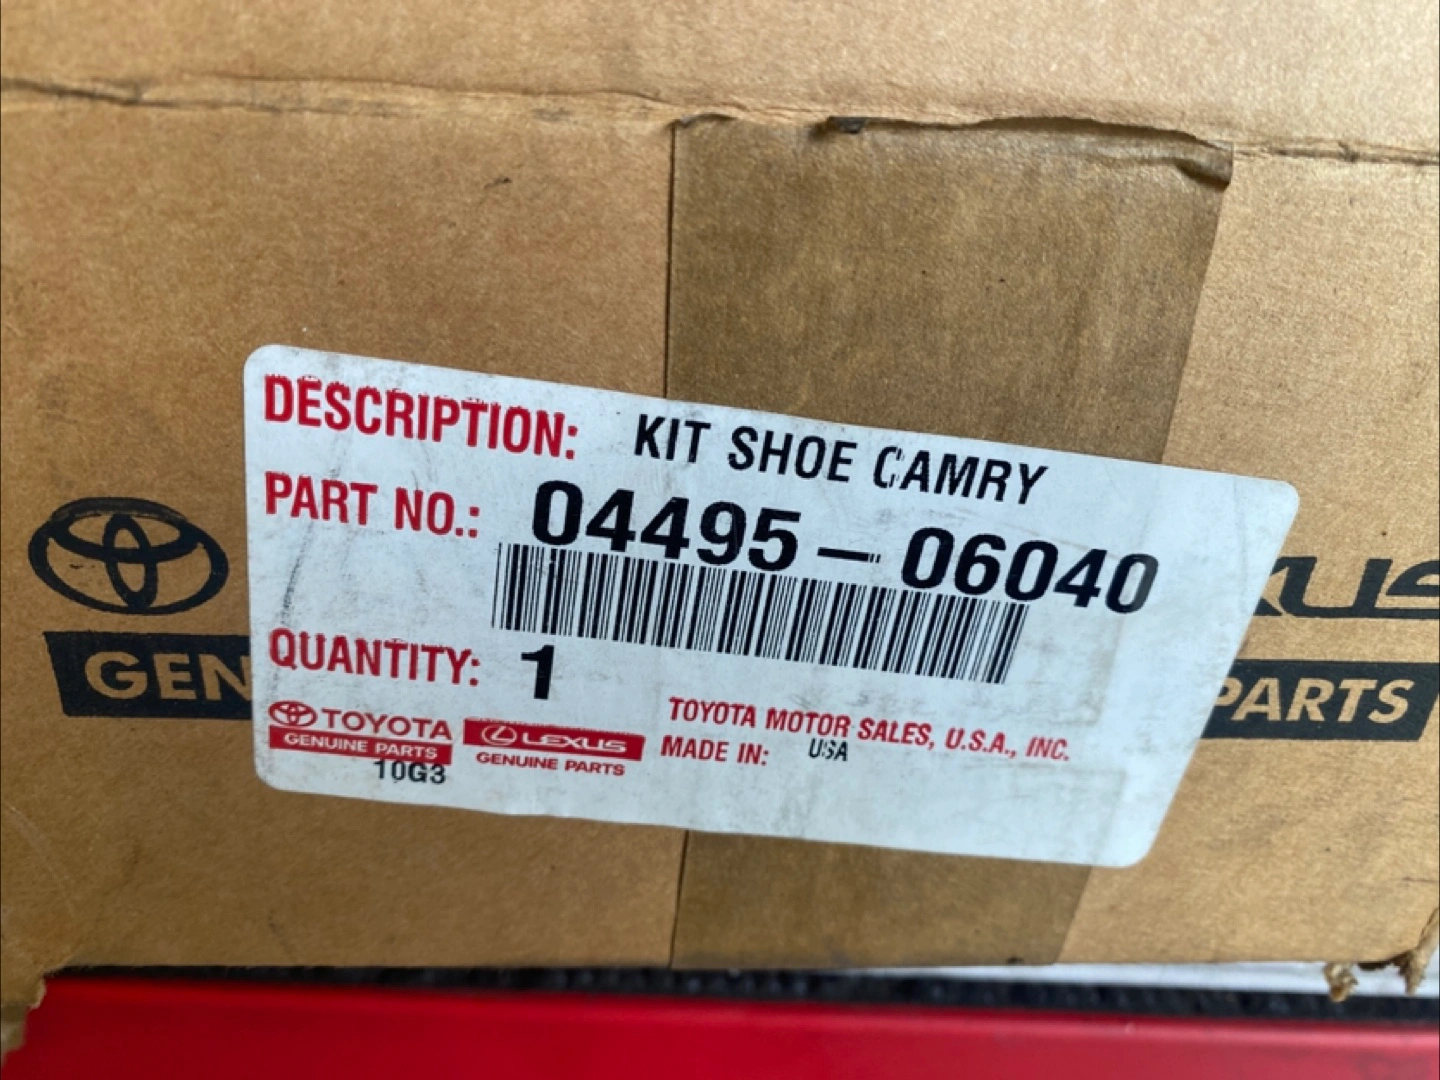 DESCRIPTION: KIT SHOE CAMRY
PART NO.: 04495-06040
QUANTITY: 1
TOYOTA
GENUINE PARTS
10G3
LEXUS
GENUINE PARTS
TOYOTA MOTOR SALES, U.S.A., INC.
MADE IN: USA
GEN
XUS
PARTS